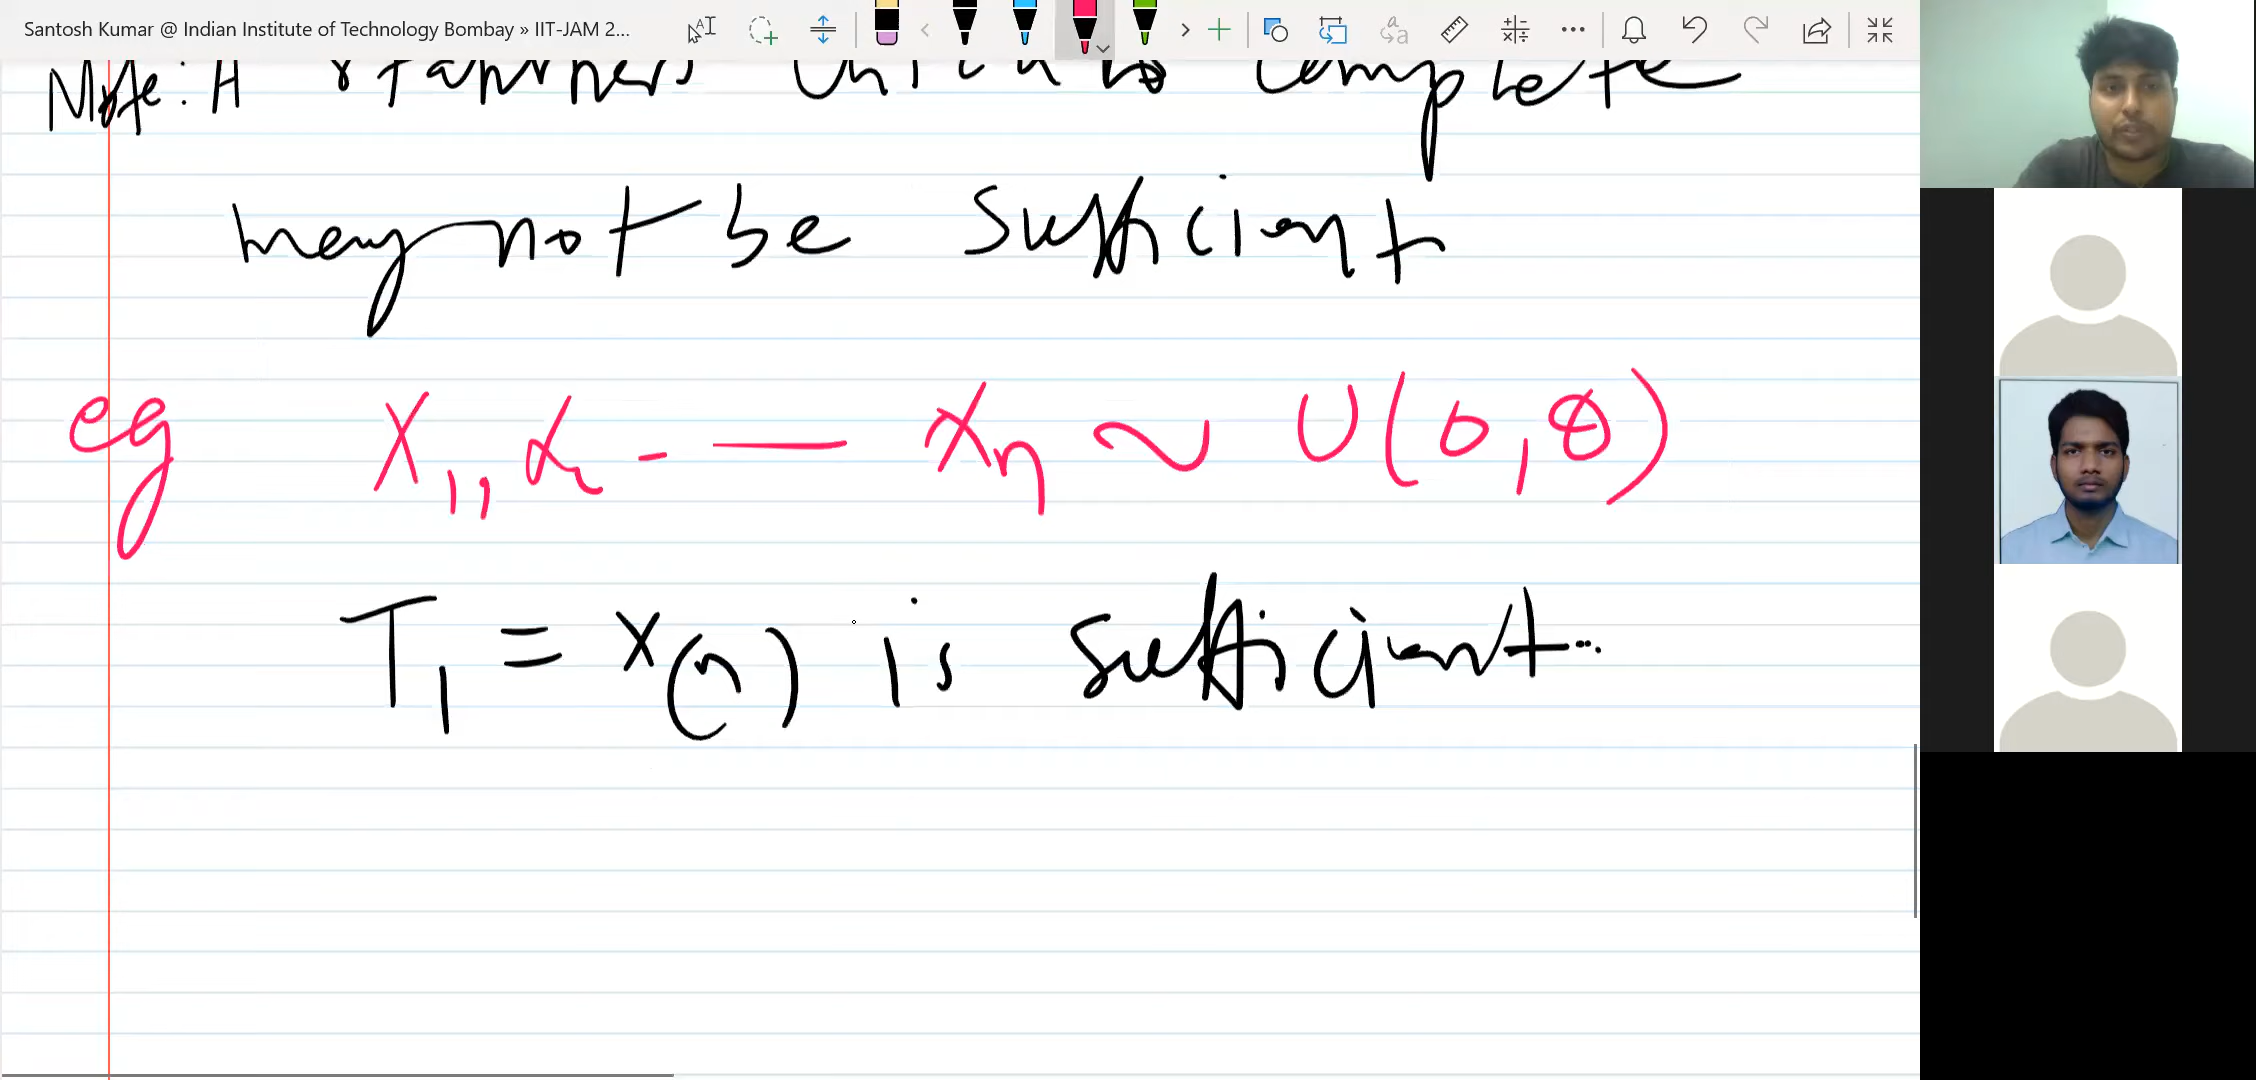 Santosh Kumar @ Indian Institute of Technology Bombay » IIT-JAM 2...
Note: A statistics which is complete
may not be sufficient
eg X₁, X₂ - — Xn ~ U(0,θ)
T₁ = X(n) is sufficient..